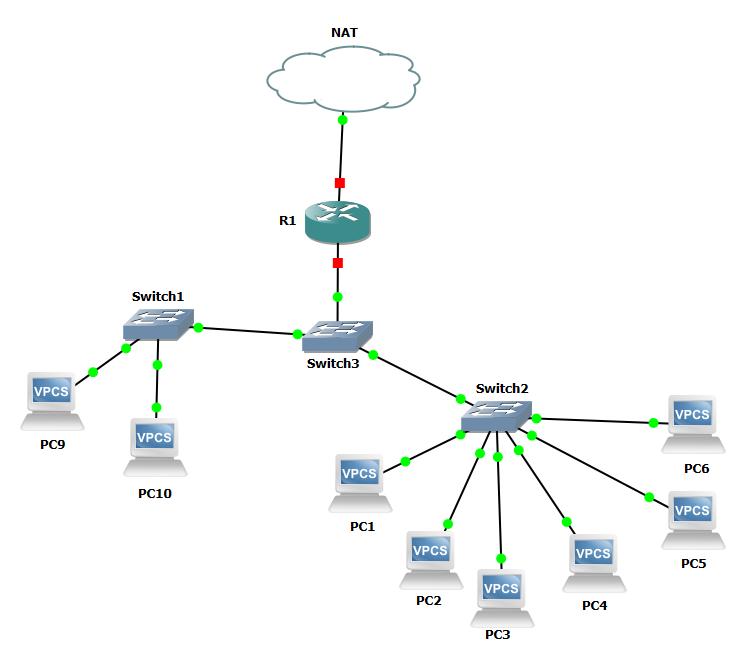 NAT
R1
Switch1
Switch3
Switch2
VPCS
PC9
VPCS
PC10
VPCS
PC1
VPCS
PC2
VPCS
PC3
VPCS
PC4
VPCS
PC5
VPCS
PC6